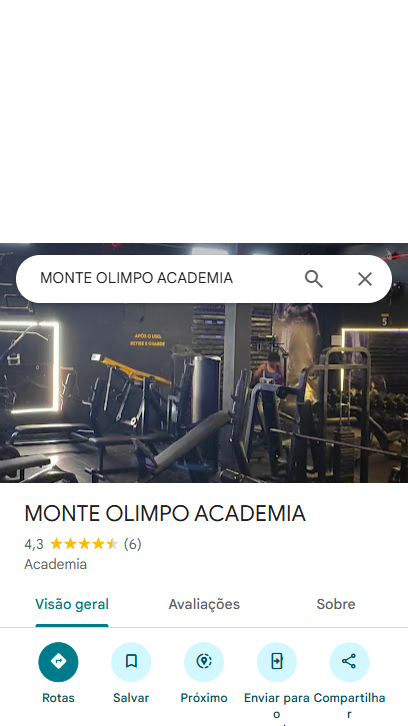 MONTE OLIMPO ACADEMIA
5
APÓS O USO,
RETIRE E GUARDE
MONTE OLIMPO ACADEMIA
4,3 (6)
Academia
Visão geral Avaliações Sobre
Rotas Salvar Próximo Enviar para o Compartilhar